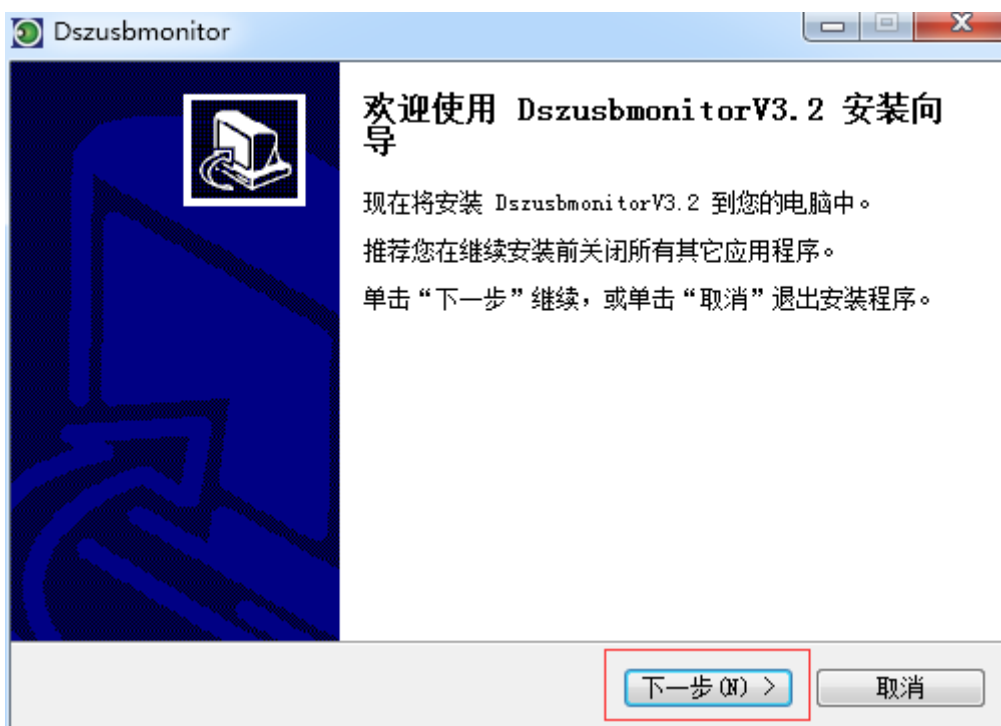 Dszusbmonitor
欢迎使用 DszusbmonitorV3.2 安装向
导
现在将安装 DszusbmonitorV3.2 到您的电脑中。
推荐您在继续安装前关闭所有其它应用程序。
单击“下一步”继续，或单击“取消”退出安装程序。
下一步(N) > 取消